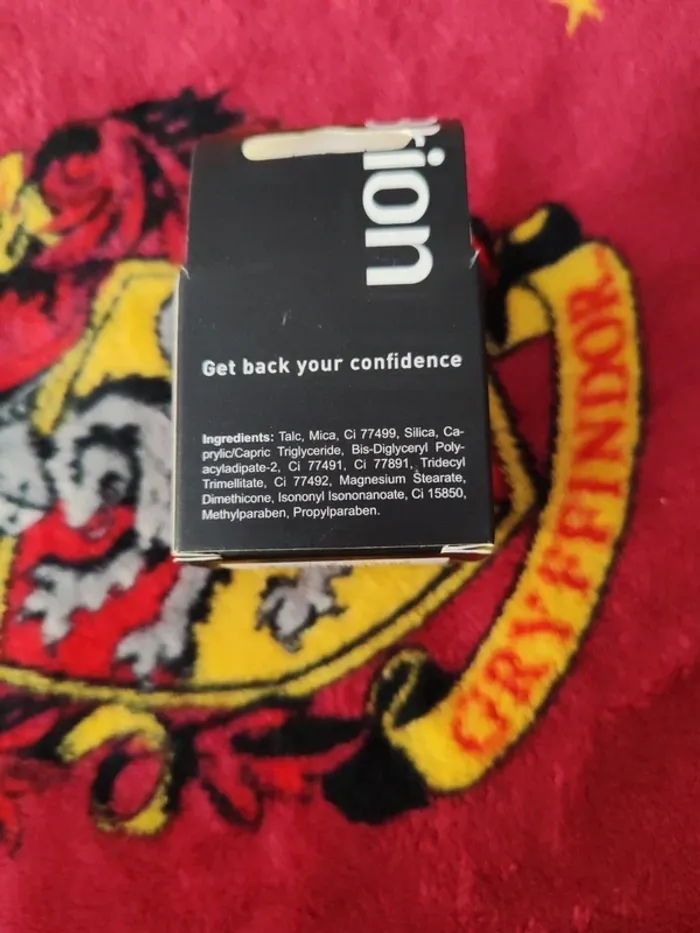 Get back your confidence
Ingredients: Talc, Mica, Ci 77499, Silica, Ca-
prylic/Capric Triglyceride, Bis-Diglyceryl Poly-
acyladipate-2, Ci 77491, Ci 77891, Tridecyl
Trimellitate, Ci 77492, Magnesium Stearate,
Dimethicone, Isononyl Isononanoate, Ci 15850,
Methylparaben, Propylparaben.
GRYFFINDOR